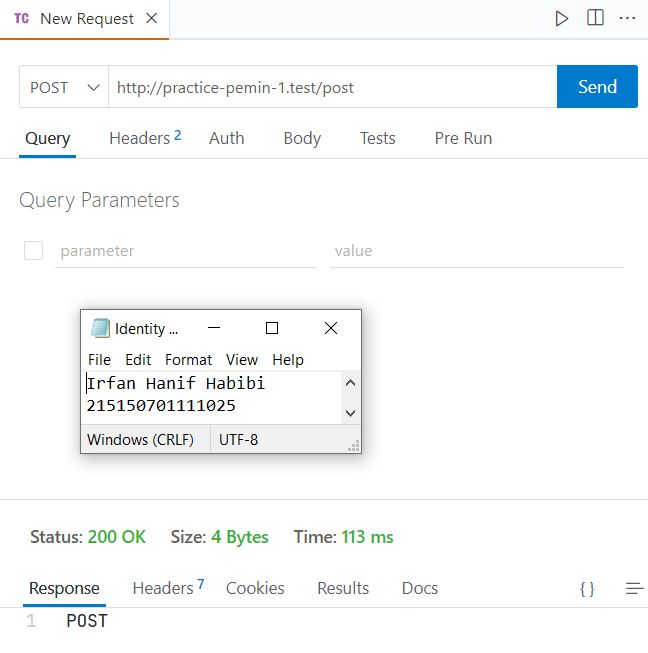 TC New Request
POST http://practice-pemin-1.test/post Send
Query Headers 2 Auth Body Tests Pre Run
Query Parameters
parameter value
Identity ...
File Edit Format View Help
Irfan Hanif Habibi
215150701111025
Windows (CRLF) UTF-8
Status: 200 OK Size: 4 Bytes Time: 113 ms
Response Headers 7 Cookies Results Docs { }
1 POST